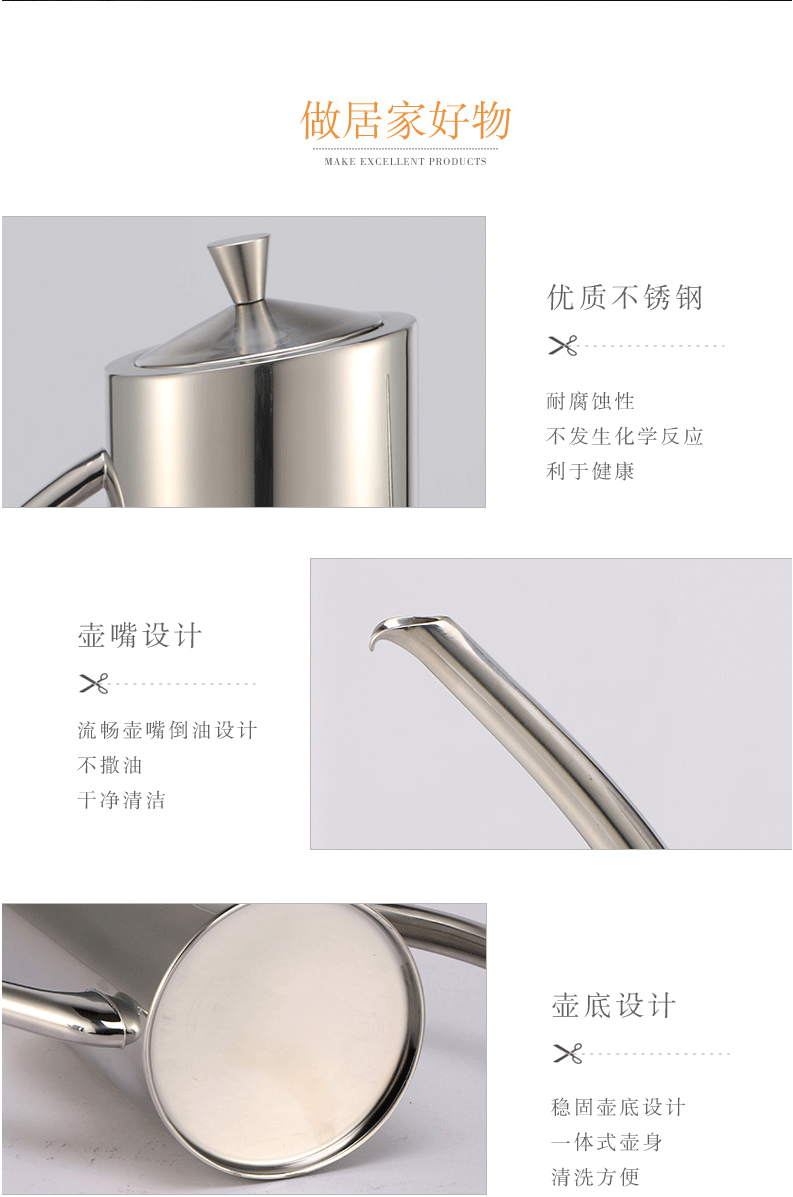 做居家好物
MAKE EXCELLENT PRODUCTS
优质不锈钢
耐腐蚀性
不发生化学反应
利于健康
壶嘴设计
流畅壶嘴倒油设计
不撒油
干净清洁
壶底设计
稳固壶底设计
一体式壶身
清洗方便